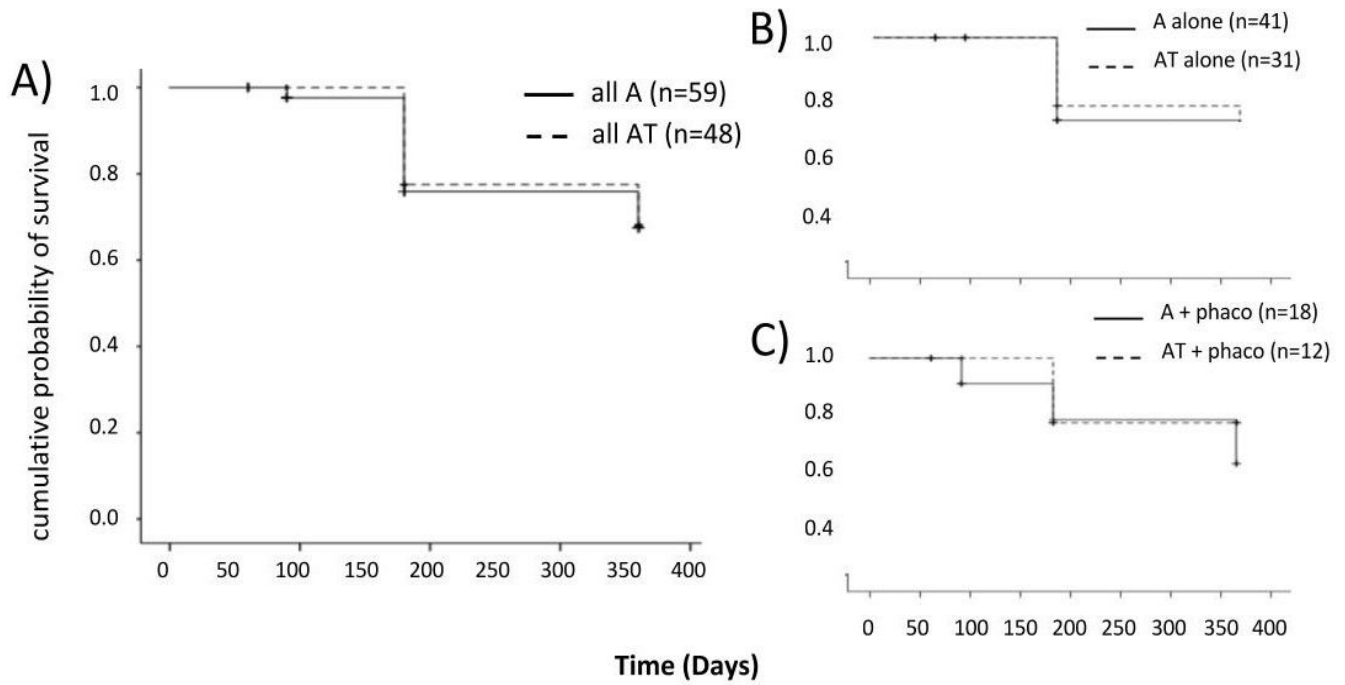 A)
cumulative probability of survival
1.0
0.8
0.6
0.4
0.2
0.0
all A (n=59)
all AT (n=48)
0 50 100 150 200 250 300 350 400
B)
A alone (n=41)
AT alone (n=31)
1.0
0.8
0.6
0.4
C)
A + phaco (n=18)
AT + phaco (n=12)
1.0
0.8
0.6
0.4
0 50 100 150 200 250 300 350 400
Time (Days)